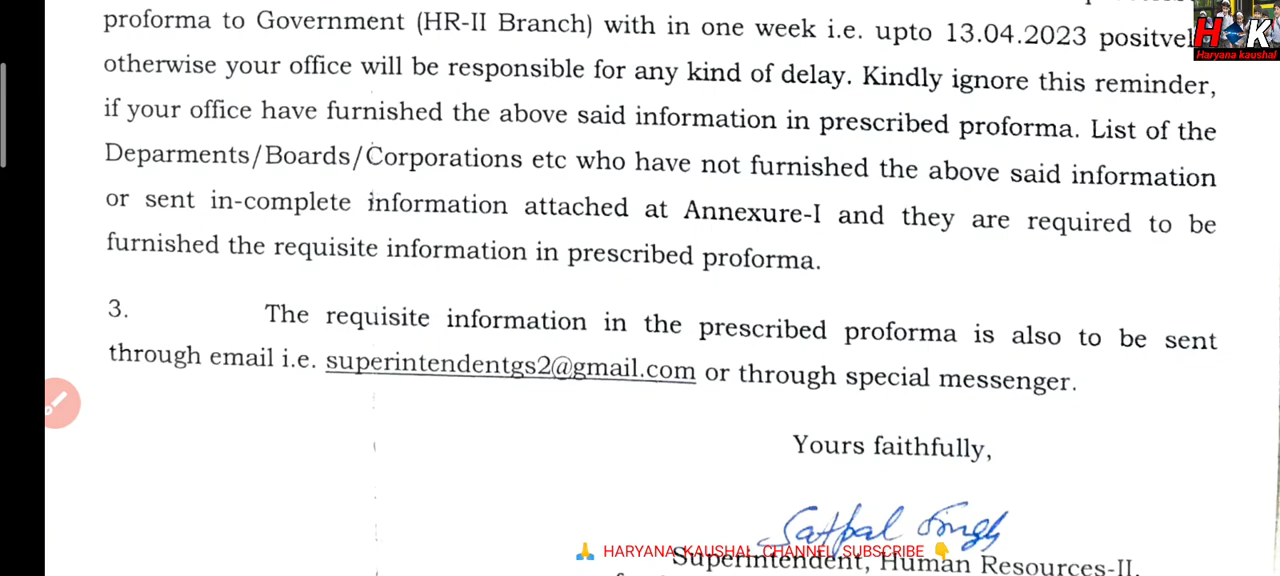 proforma to Government (HR-II Branch) with in one week i.e. upto 13.04.2023
otherwise your office will be responsible for any kind of delay. Kindly ignore this reminder,
if your office have furnished the above said information in prescribed proforma. List of the
Deparments/Boards/Corporations etc who have not furnished the above said information
or sent in-complete information attached at Annexure-I and they are required to be
furnished the requisite information in prescribed proforma.
3. The requisite information in the prescribed proforma is also to be sent
through email i.e. superintendentgs2@gmail.com or through special messenger.
Yours faithfully,
Satpal Singh
🙏 HARYANA KAUSHAL CHANNEL SUBSCRIBE 👇
Superintendent, Human Resources-II,
H K
Haryana kaushal